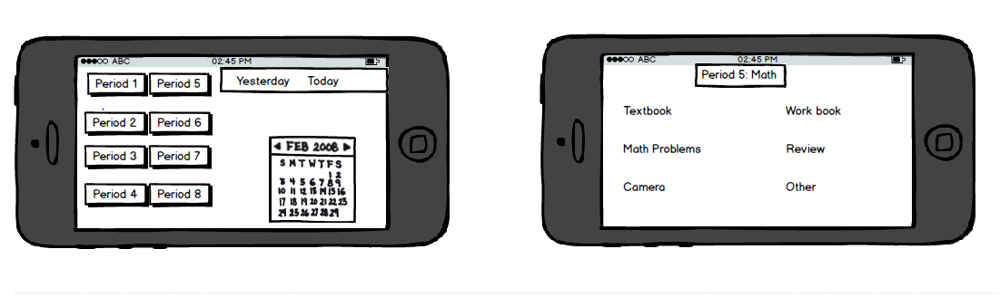 ABC 02:45 PM
Period 1 Period 5 Yesterday Today
Period 2 Period 6
Period 3 Period 7
Period 4 Period 8
FEB 2008
S M T W T F S
1 2
3 4 5 6 7 8 9
10 11 12 13 14 15 16
17 18 19 20 21 22 23
24 25 26 27 28 29
ABC 02:45 PM
Period 5: Math
Textbook Work book
Math Problems Review
Camera Other